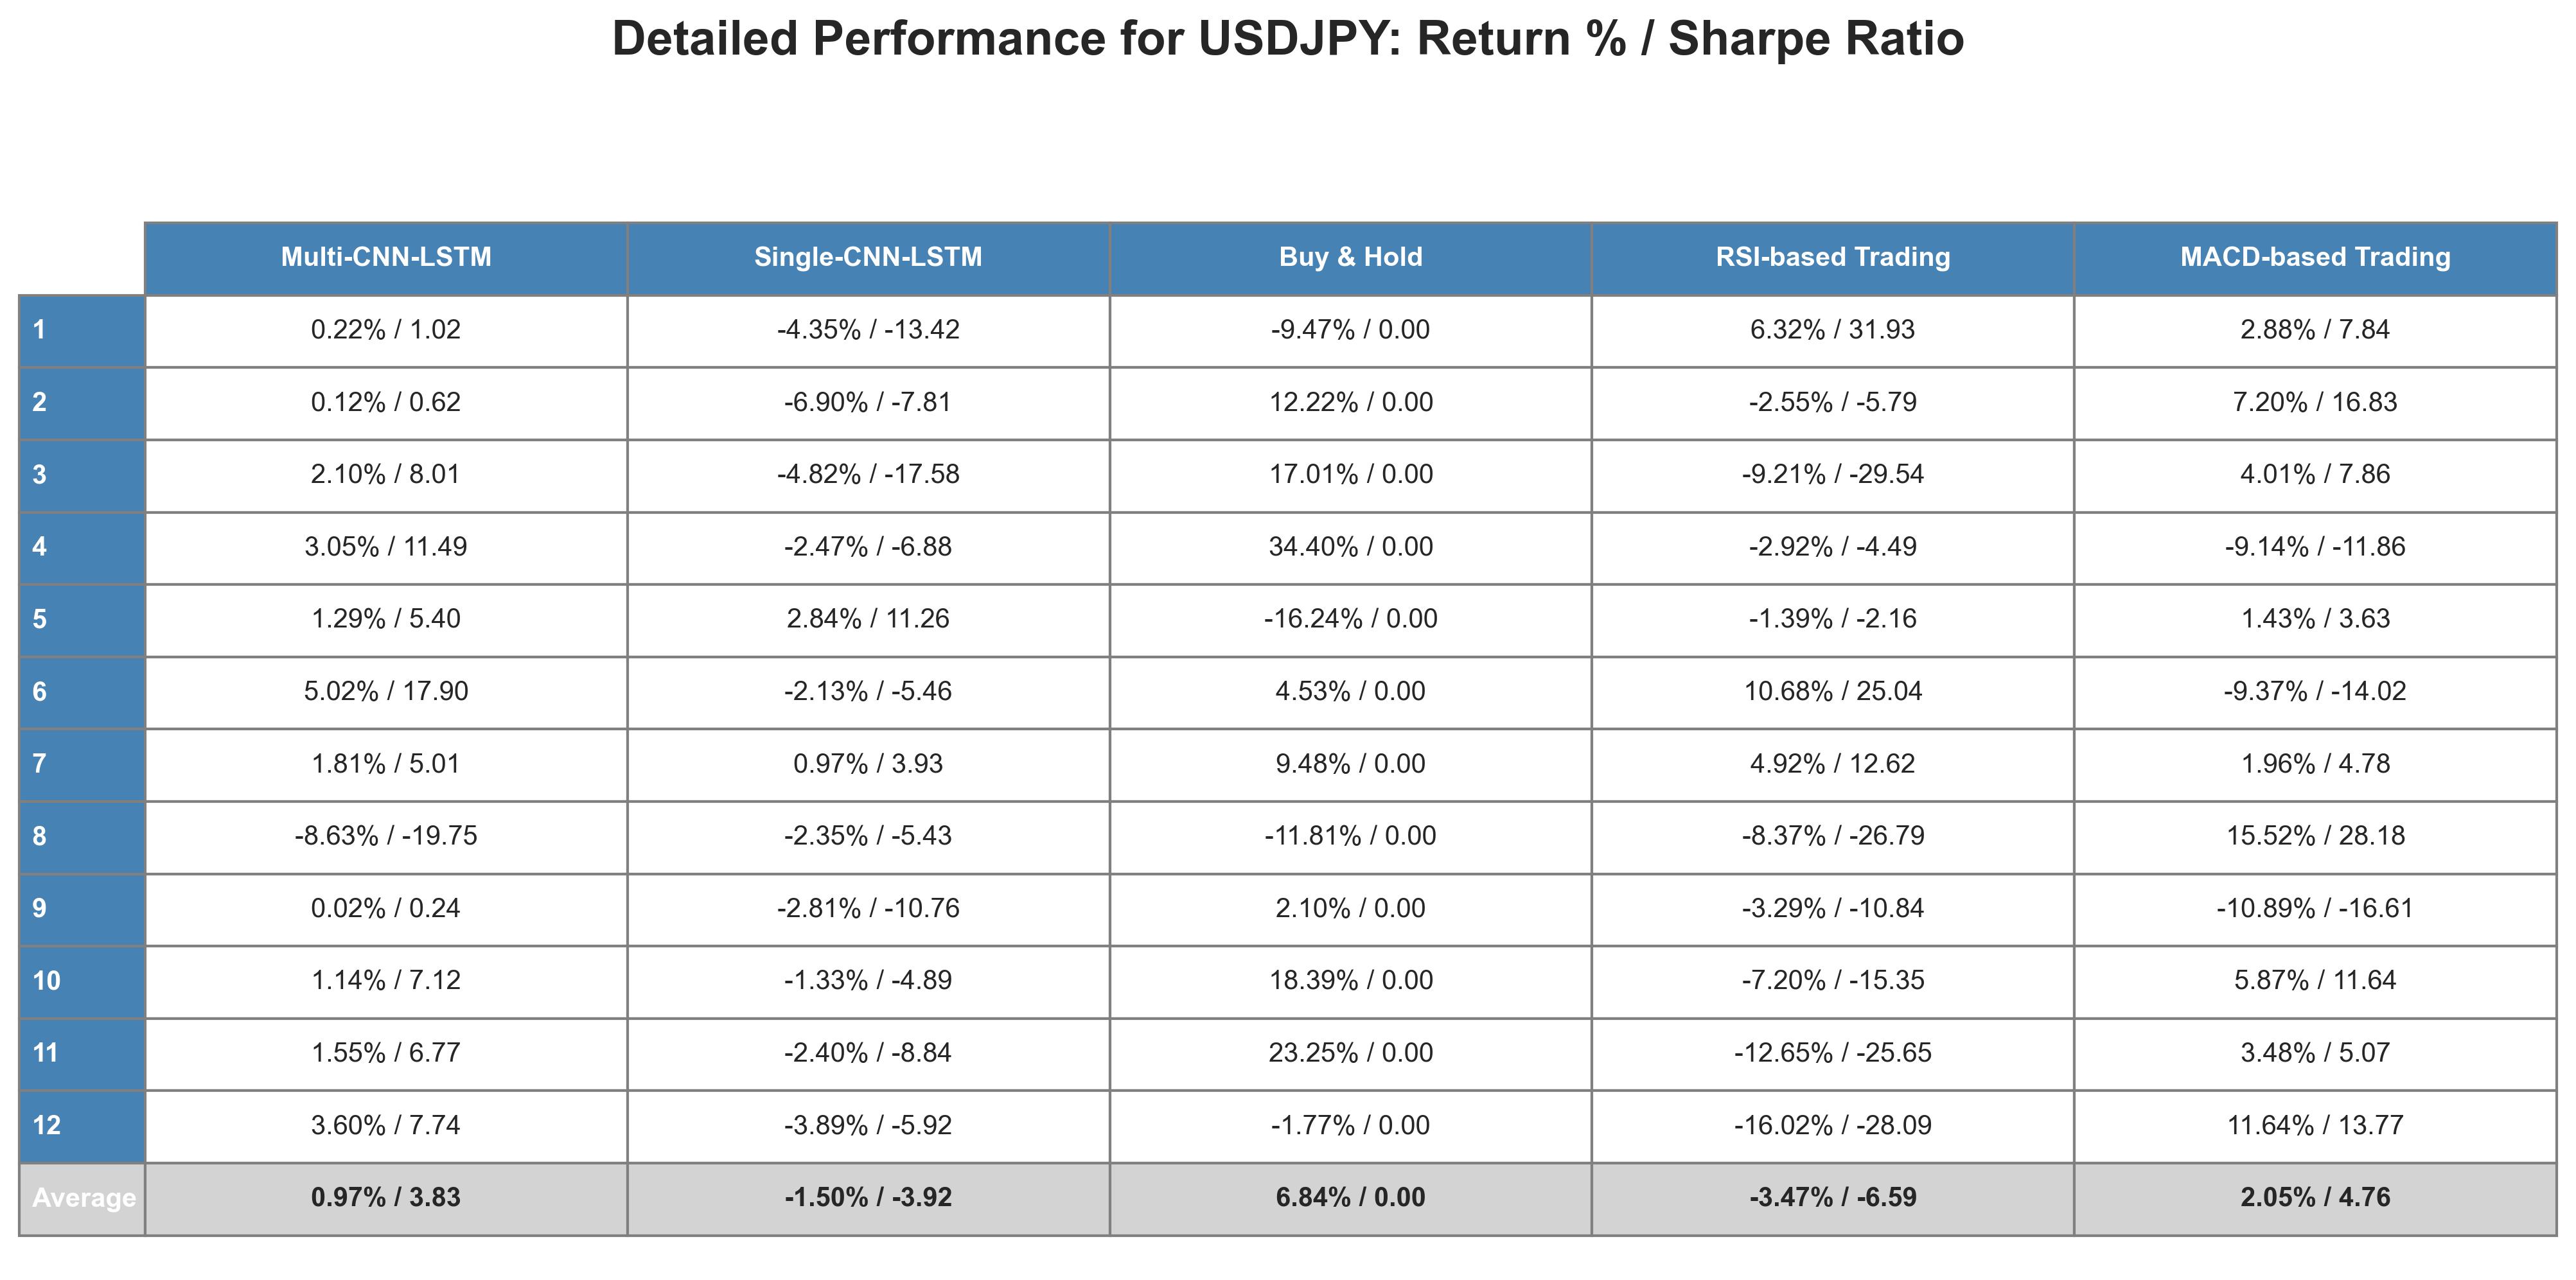 Detailed Performance for USDJPY: Return % / Sharpe Ratio
Multi-CNN-LSTM Single-CNN-LSTM Buy & Hold RSI-based Trading MACD-based Trading
1 0.22% / 1.02 -4.35% / -13.42 -9.47% / 0.00 6.32% / 31.93 2.88% / 7.84
2 0.12% / 0.62 -6.90% / -7.81 12.22% / 0.00 -2.55% / -5.79 7.20% / 16.83
3 2.10% / 8.01 -4.82% / -17.58 17.01% / 0.00 -9.21% / -29.54 4.01% / 7.86
4 3.05% / 11.49 -2.47% / -6.88 34.40% / 0.00 -2.92% / -4.49 -9.14% / -11.86
5 1.29% / 5.40 2.84% / 11.26 -16.24% / 0.00 -1.39% / -2.16 1.43% / 3.63
6 5.02% / 17.90 -2.13% / -5.46 4.53% / 0.00 10.68% / 25.04 -9.37% / -14.02
7 1.81% / 5.01 0.97% / 3.93 9.48% / 0.00 4.92% / 12.62 1.96% / 4.78
8 -8.63% / -19.75 -2.35% / -5.43 -11.81% / 0.00 -8.37% / -26.79 15.52% / 28.18
9 0.02% / 0.24 -2.81% / -10.76 2.10% / 0.00 -3.29% / -10.84 -10.89% / -16.61
10 1.14% / 7.12 -1.33% / -4.89 18.39% / 0.00 -7.20% / -15.35 5.87% / 11.64
11 1.55% / 6.77 -2.40% / -8.84 23.25% / 0.00 -12.65% / -25.65 3.48% / 5.07
12 3.60% / 7.74 -3.89% / -5.92 -1.77% / 0.00 -16.02% / -28.09 11.64% / 13.77
Average 0.97% / 3.83 -1.50% / -3.92 6.84% / 0.00 -3.47% / -6.59 2.05% / 4.76